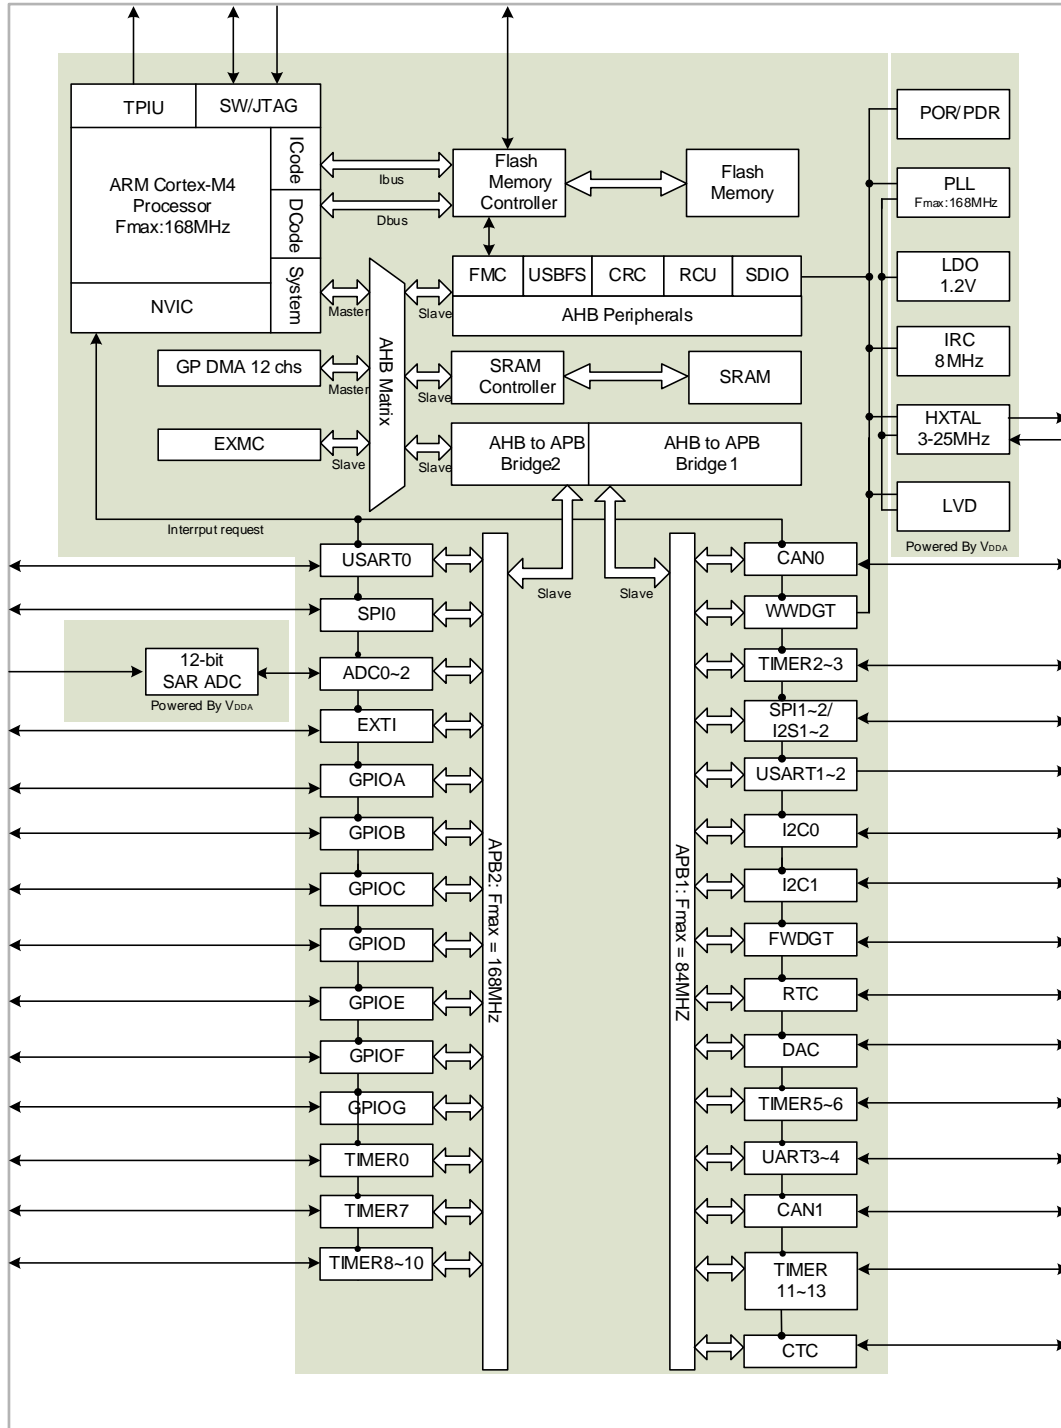 TPIU
SW/JTAG
POR/PDR
ICode
ARM Cortex-M4
Processor
Fmax:168MHz
Ibus
Flash
Memory
Controller
Flash
Memory
PLL
Fmax:168MHz
DCode
Dbus
System
NVIC
Master
Slave
FMC
USBFS
CRC
RCU
SDIO
AHB Peripherals
LDO
1.2V
AHB Matrix
IRC
8MHz
GP DMA 12 chs
Master
Slave
SRAM
Controller
SRAM
HXTAL
3-25MHz
EXMC
Slave
Slave
AHB to APB
Bridge2
AHB to APB
Bridge1
LVD
Powered By VDDA
Interrput request
USART0
Slave
Slave
CAN0
SPI0
WWDGT
12-bit
SAR ADC
Powered By VDDA
ADC0~2
TIMER2~3
EXTI
SPI1~2/
I2S1~2
GPIOA
USART1~2
GPIOB
I2C0
APB2: Fmax = 168MHz
APB1: Fmax = 84MHZ
GPIOC
I2C1
GPIOD
FWDGT
GPIOE
RTC
GPIOF
DAC
GPIOG
TIMER5~6
TIMER0
UART3~4
TIMER7
CAN1
TIMER8~10
TIMER
11~13
CTC